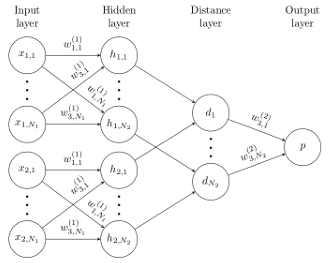 Input layer
Hidden layer
Distance layer
Output layer
x_{1,1}
w_{1,1}^{(1)}
h_{1,1}
w_{3,1}^{(1)}
w_{1,N_1}^{(1)}
x_{1,N_1}
w_{3,N_1}^{(1)}
h_{1,N_2}
d_1
w_{3,1}^{(2)}
p
x_{2,1}
w_{1,1}^{(1)}
h_{2,1}
w_{3,1}^{(1)}
w_{1,N_1}^{(1)}
d_{N_2}
w_{3,N_2}^{(2)}
x_{2,N_1}
w_{3,N_1}^{(1)}
h_{2,N_2}